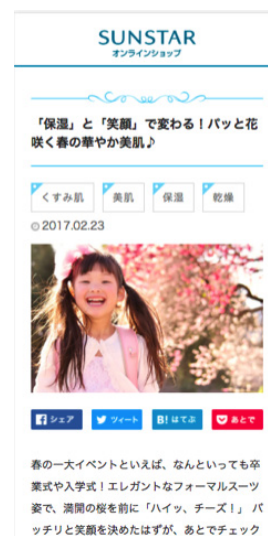 SUNSTAR
オンラインショップ
「保湿」と「笑顔」で変わる!パッと花
咲く春の華やか美肌♪
くすみ肌 美肌 保湿 乾燥
2017.02.23
シェア ツイート B! はてぶ あとで
春の一大イベントといえば、なんといっても卒
業式や入学式!エレガントなフォーマルスーツ
姿で、満開の桜を前に「ハイッ、チーズ!」 バ
ッチリと笑顔を決めたはずが、あとでチェック